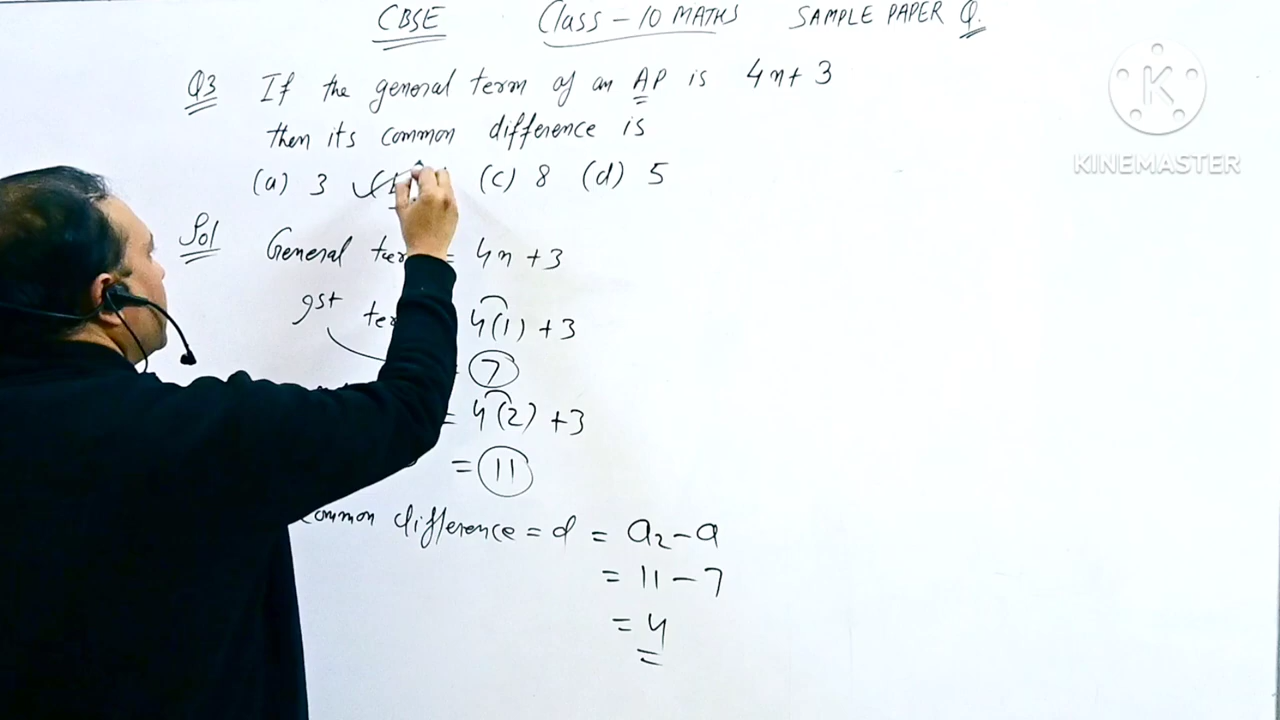 CBSE Class - 10 MATHS SAMPLE PAPER Q.
Q3 If the general term of an AP is 4n+3
then its common difference is
(a) 3 (c) 8 (d) 5
Sol General = 4n + 3
1st = 4(1) + 3
= 7
= 4(2) + 3
= 11
Common difference = d = a₂ - a
= 11 - 7
= 4
K
KINEMASTER